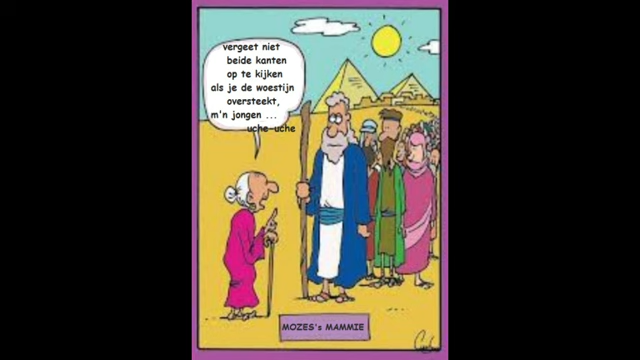 vergeet niet
beide kanten
op te kijken
als je de woestijn
oversteekt,
m'n jongen ...
uche-uche
MOZES's MAMMIE